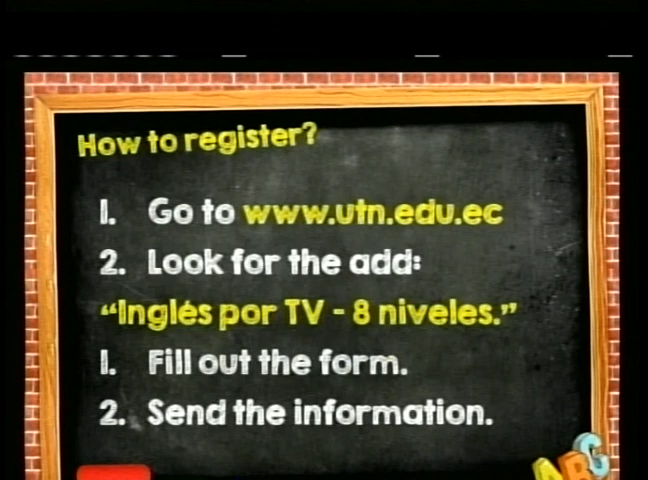 How to register?
1. Go to www.utn.edu.ec
2. Look for the add:
“Inglés por TV - 8 niveles.”
1. Fill out the form.
2. Send the information.
ABC